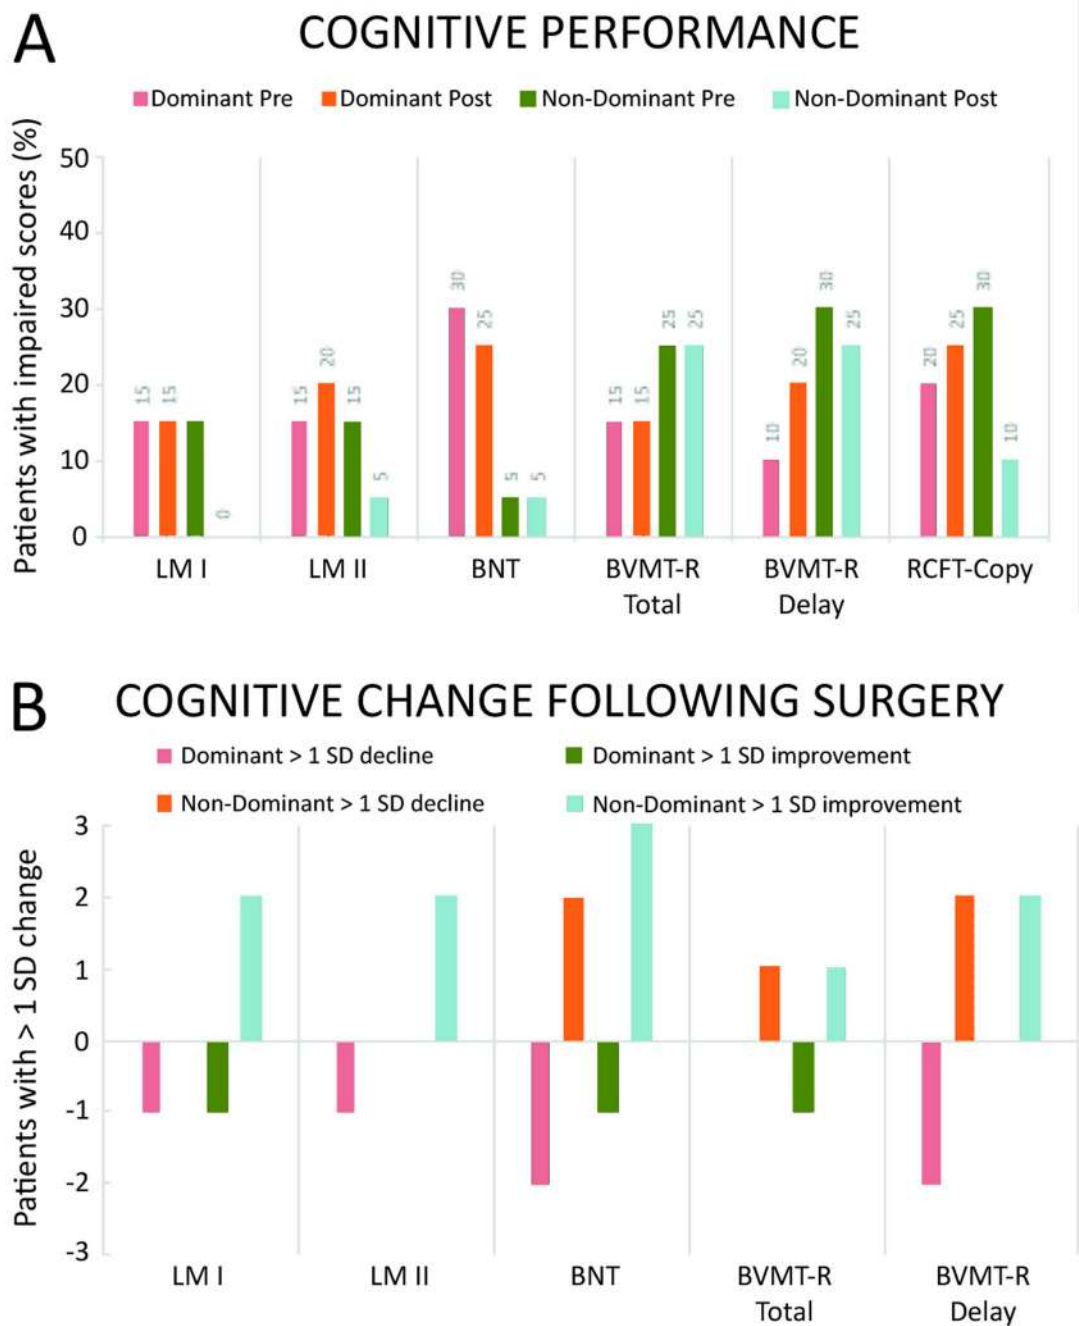 A
COGNITIVE PERFORMANCE
Dominant Pre Dominant Post Non-Dominant Pre Non-Dominant Post
Patients with impaired scores (%)
50
40
30
20
10
0
15 15 0
15 20 15 5
30 25 5 5
15 15 25 25
10 20 30 25
20 25 30 10
LM I LM II BNT BVMT-R BVMT-R RCFT-Copy
Total Delay
B
COGNITIVE CHANGE FOLLOWING SURGERY
Dominant > 1 SD decline Dominant > 1 SD improvement
Non-Dominant > 1 SD decline Non-Dominant > 1 SD improvement
Patients with > 1 SD change
3
2
1
0
-1
-2
-3
LM I LM II BNT BVMT-R BVMT-R
Total Delay